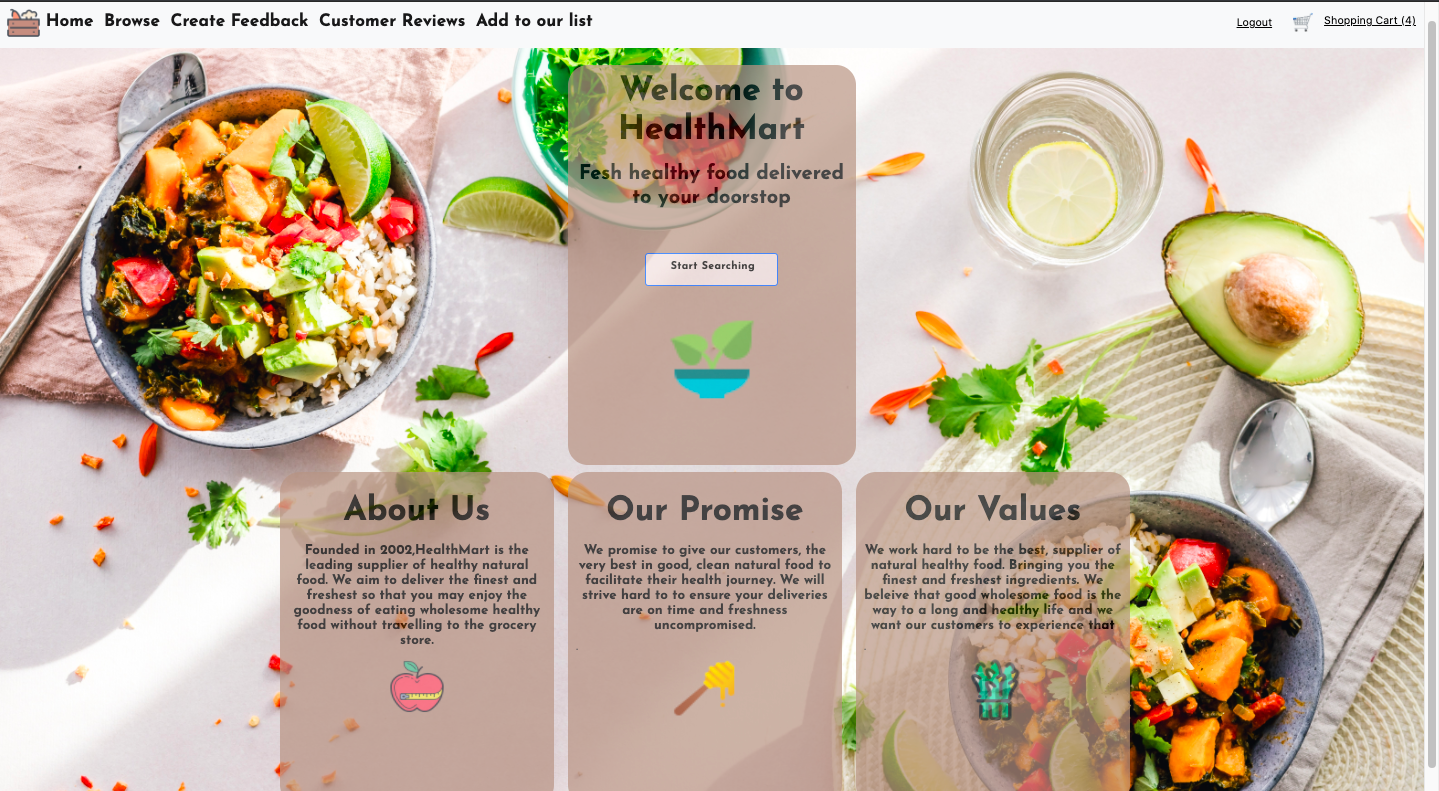 Home Browse Create Feedback Customer Reviews Add to our list
Logout Shopping Cart (4)
Welcome to
HealthMart
Fesh healthy food delivered
to your doorstop
Start Searching
About Us
Founded in 2002,HealthMart is the
leading supplier of healthy natural
food. We aim to deliver the finest and
freshest so that you may enjoy the
goodness of eating wholesome healthy
food without travelling to the grocery
store.
Our Promise
We promise to give our customers, the
very best in good, clean natural food to
facilitate their health journey. We will
strive hard to to ensure your deliveries
are on time and freshness
uncompromised.
Our Values
We work hard to be the best, supplier of
natural healthy food. Bringing you the
finest and freshest ingredients. We
beleive that good wholesome food is the
way to a long and healthy life and we
want our customers to experience that